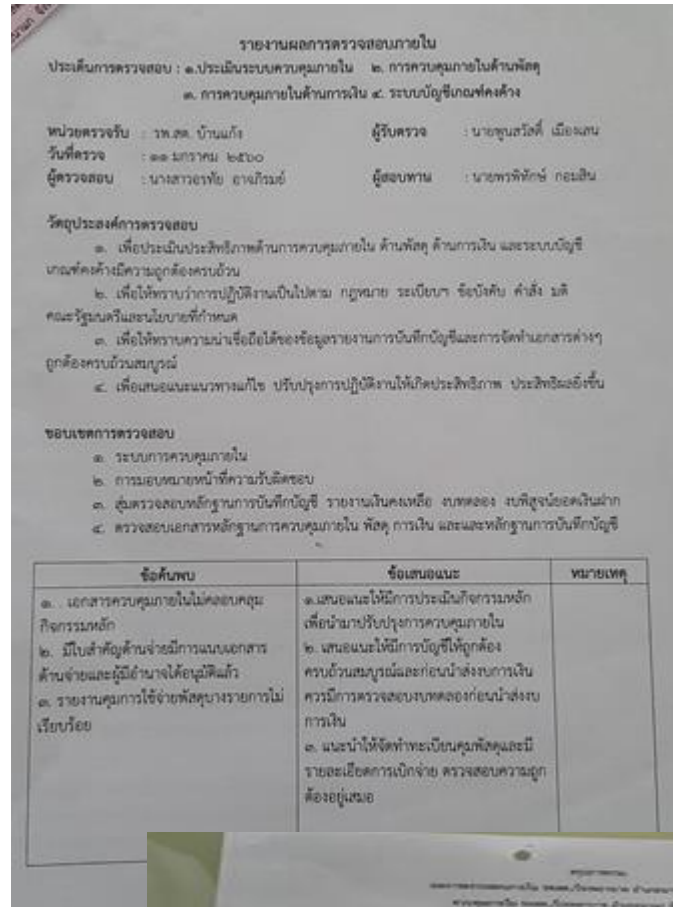 รายงานผลการตรวจสอบภายใน
ประเด็นการตรวจสอบ : ๑.ประเมินระบบควบคุมภายใน ๒. การควบคุมภายในด้านพัสดุ
๓. การควบคุมภายในด้านการเงิน ๔. ระบบบัญชีเกณฑ์คงค้าง
หน่วยตรวจรับ : รพ.สต. บ้านแก้ง ผู้รับตรวจ : นายพูนสวัสดิ์ เมืองแสน
วันที่ตรวจ : ๑๑ มกราคม ๒๕๖๐
ผู้ตรวจสอบ : นางสาวอรทัย อาจภิรมย์ ผู้สอบทาน : นายพรพิทักษ์ กอมสิน
วัตถุประสงค์การตรวจสอบ
๑. เพื่อประเมินประสิทธิภาพด้านการควบคุมภายใน ด้านพัสดุ ด้านการเงิน และระบบบัญชี
เกณฑ์คงค้างมีความถูกต้องครบถ้วน
๒. เพื่อให้ทราบว่าการปฏิบัติงานเป็นไปตาม กฎหมาย ระเบียบฯ ข้อบังคับ คำสั่ง มติ
คณะรัฐมนตรีและนโยบายที่กำหนด
๓. เพื่อให้ทราบความน่าเชื่อถือได้ของข้อมูลรายงานการบันทึกบัญชีและการจัดทำเอกสารต่างๆ
ถูกต้องครบถ้วนสมบูรณ์
๔. เพื่อเสนอแนะแนวทางแก้ไข ปรับปรุงการปฏิบัติงานให้เกิดประสิทธิภาพ ประสิทธิผลยิ่งขึ้น
ขอบเขตการตรวจสอบ
๑. ระบบการควบคุมภายใน
๒. การมอบหมายหน้าที่ความรับผิดชอบ
๓. สุ่มตรวจสอบหลักฐานการบันทึกบัญชี รายงานเงินคงเหลือ งบทดลอง งบพิสูจน์ยอดเงินฝาก
๔. ตรวจสอบเอกสารหลักฐานการควบคุมภายใน พัสดุ การเงิน และและหลักฐานการบันทึกบัญชี
ข้อค้นพบ ข้อเสนอแนะ หมายเหตุ
๑. เอกสารควบคุมภายในไม่คลอบคลุม
กิจกรรมหลัก
๒. มีใบสำคัญด้านจ่ายมีการแนบเอกสาร
ด้านจ่ายและผู้มีอำนาจได้อนุมัติแล้ว
๓. รายงานคุมการใช้จ่ายพัสดุบางรายการไม่
เรียบร้อย
๑.เสนอแนะให้มีการประเมินกิจกรรมหลัก
เพื่อนำมาปรับปรุงการควบคุมภายใน
๒. เสนอแนะให้มีการบัญชีให้ถูกต้อง
ครบถ้วนสมบูรณ์และก่อนนำส่งงบการเงิน
ควรมีการตรวจสอบงบทดลองก่อนนำส่งงบ
การเงิน
๓. แนะนำให้จัดทำทะเบียนคุมพัสดุและมี
รายละเอียดการเบิกจ่าย ตรวจสอบความถูก
ต้องอยู่เสมอ